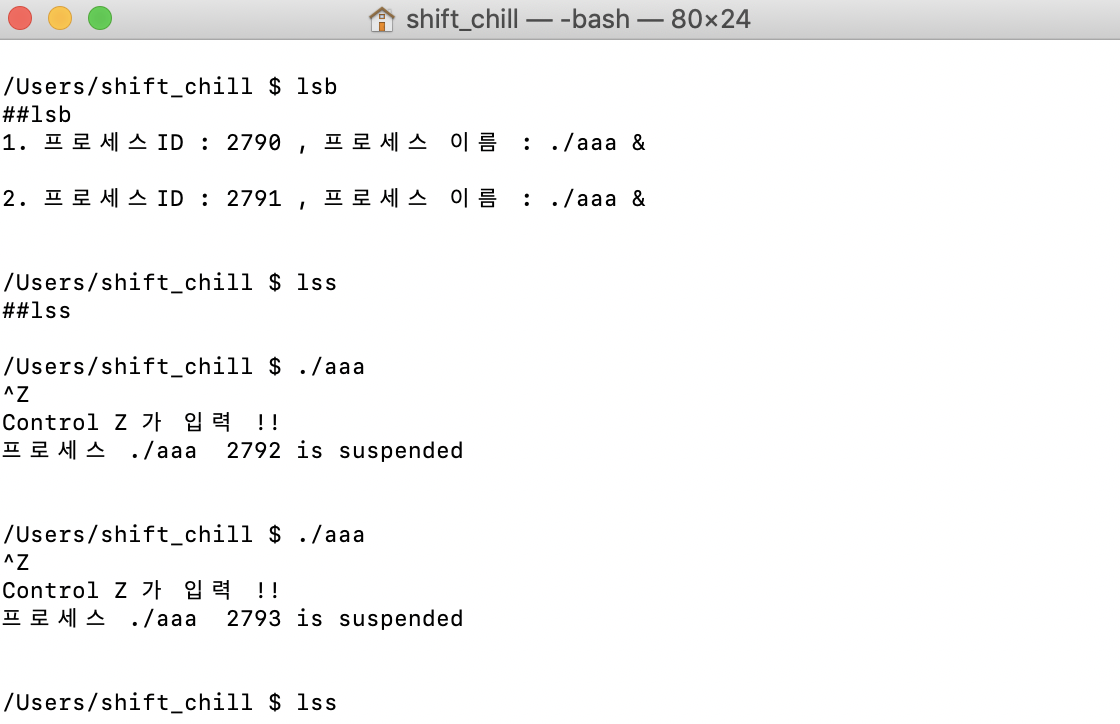 shift_chill — -bash — 80×24
/Users/shift_chill $ lsb
##lsb
1. 프로세스ID : 2790 , 프로세스 이름 : ./aaa &
2. 프로세스ID : 2791 , 프로세스 이름 : ./aaa &
/Users/shift_chill $ lss
##lss
/Users/shift_chill $ ./aaa
^Z
Control Z 가 입력 !!
프로세스 ./aaa  2792 is suspended
/Users/shift_chill $ ./aaa
^Z
Control Z 가 입력 !!
프로세스 ./aaa  2793 is suspended
/Users/shift_chill $ lss